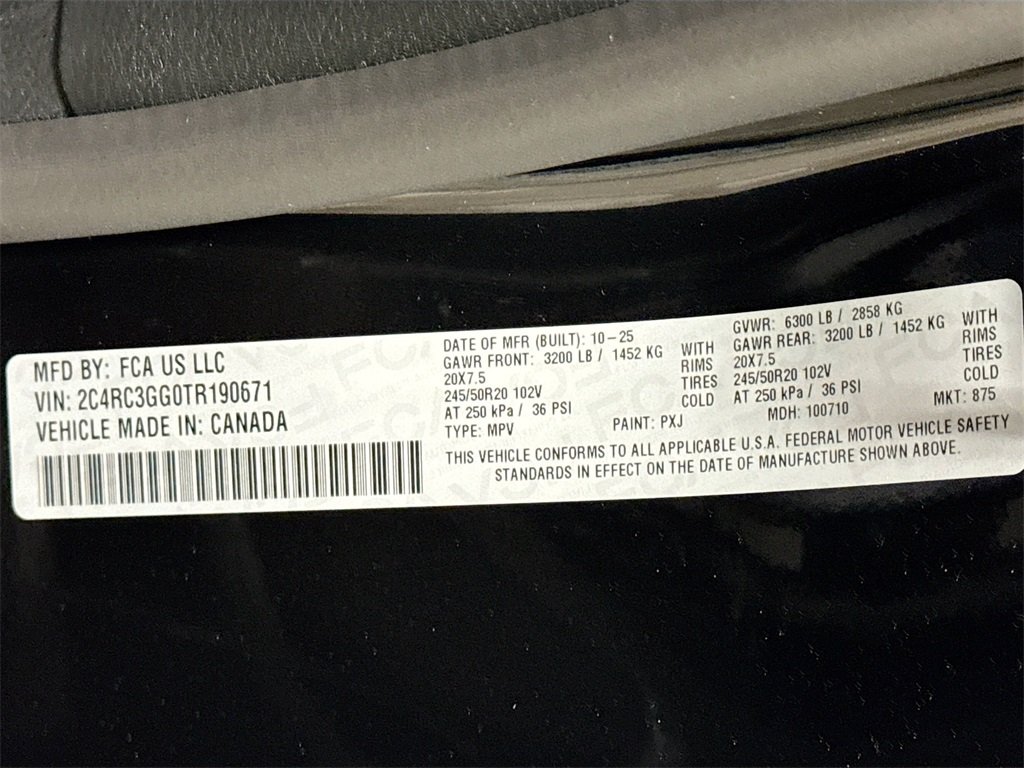 MFD BY: FCA US LLC
VIN: 2C4RC3GG0TR190671
VEHICLE MADE IN: CANADA
DATE OF MFR (BUILT): 10-25
GAWR FRONT: 3200 LB / 1452 KG
20X7.5
245/50R20 102V
AT 250 kPa / 36 PSI
WITH
RIMS
TIRES
COLD
TYPE: MPV
PAINT: PXJ
GVWR: 6300 LB / 2858 KG
GAWR REAR: 3200 LB / 1452 KG
20X7.5
245/50R20 102V
AT 250 kPa / 36 PSI
WITH
RIMS
TIRES
COLD
MDH: 100710
MKT: 875
THIS VEHICLE CONFORMS TO ALL APPLICABLE U.S.A. FEDERAL MOTOR VEHICLE SAFETY
STANDARDS IN EFFECT ON THE DATE OF MANUFACTURE SHOWN ABOVE.